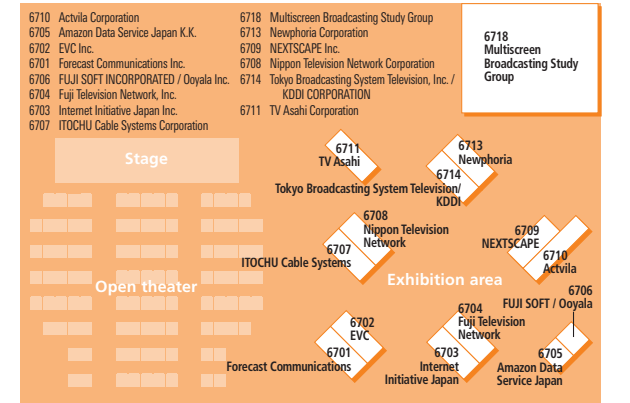 6710 Actvila Corporation
6705 Amazon Data Service Japan K.K.
6702 EVC Inc.
6701 Forecast Communications Inc.
6706 FUJI SOFT INCORPORATED / Ooyala Inc.
6704 Fuji Television Network, Inc.
6703 Internet Initiative Japan Inc.
6707 ITOCHU Cable Systems Corporation
6718 Multiscreen Broadcasting Study Group
6713 Newphoria Corporation
6709 NEXTSCAPE Inc.
6708 Nippon Television Network Corporation
6714 Tokyo Broadcasting System Television, Inc. /
KDDI CORPORATION
6711 TV Asahi Corporation
6718
Multiscreen
Broadcasting Study
Group
Stage
6711
TV Asahi
6713
Newphoria
6714
Tokyo Broadcasting System Television/
KDDI
6708
Nippon Television
Network
6707
ITOCHU Cable Systems
6709
NEXTSCAPE
6710
Actvila
Open theater
Exhibition area
6706
FUJI SOFT / Ooyala
6702
EVC
6701
Forecast Communications
6704
Fuji Television
Network
6703
Internet
Initiative Japan
6705
Amazon Data
Service Japan